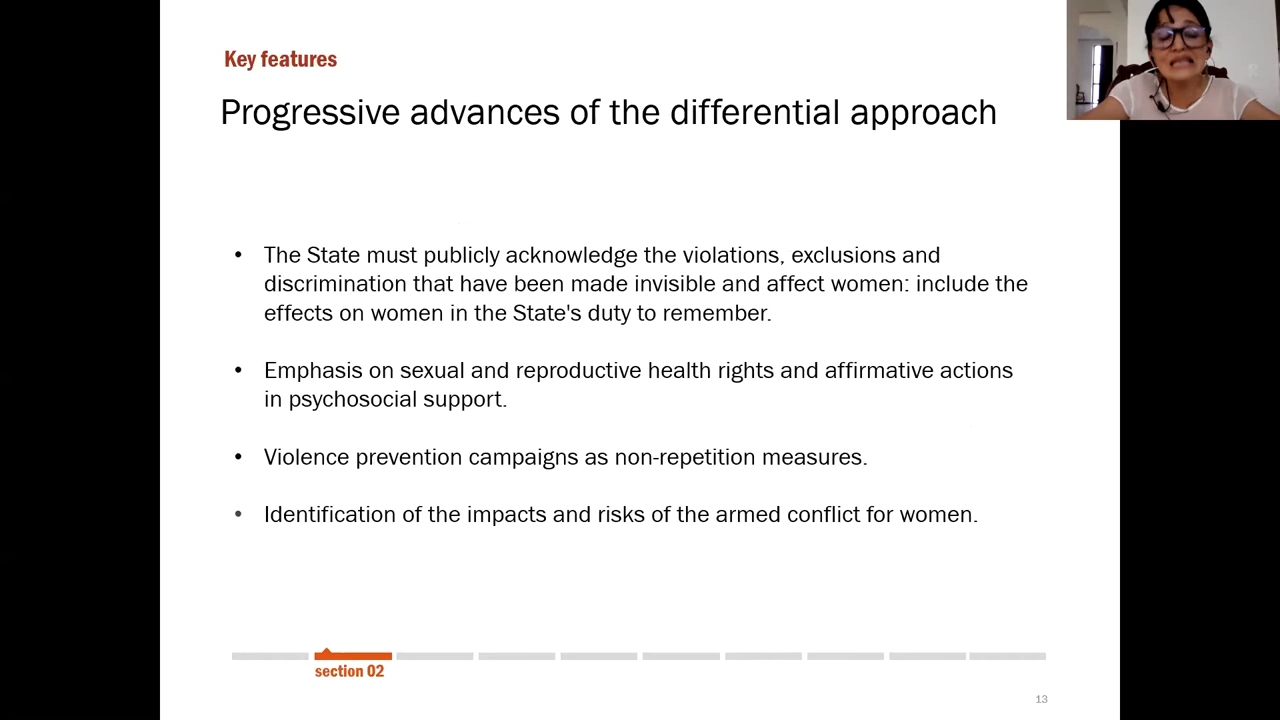 Key features
Progressive advances of the differential approach
• The State must publicly acknowledge the violations, exclusions and
discrimination that have been made invisible and affect women: include the
effects on women in the State's duty to remember.
• Emphasis on sexual and reproductive health rights and affirmative actions
in psychosocial support.
• Violence prevention campaigns as non-repetition measures.
• Identification of the impacts and risks of the armed conflict for women.
section 02
13